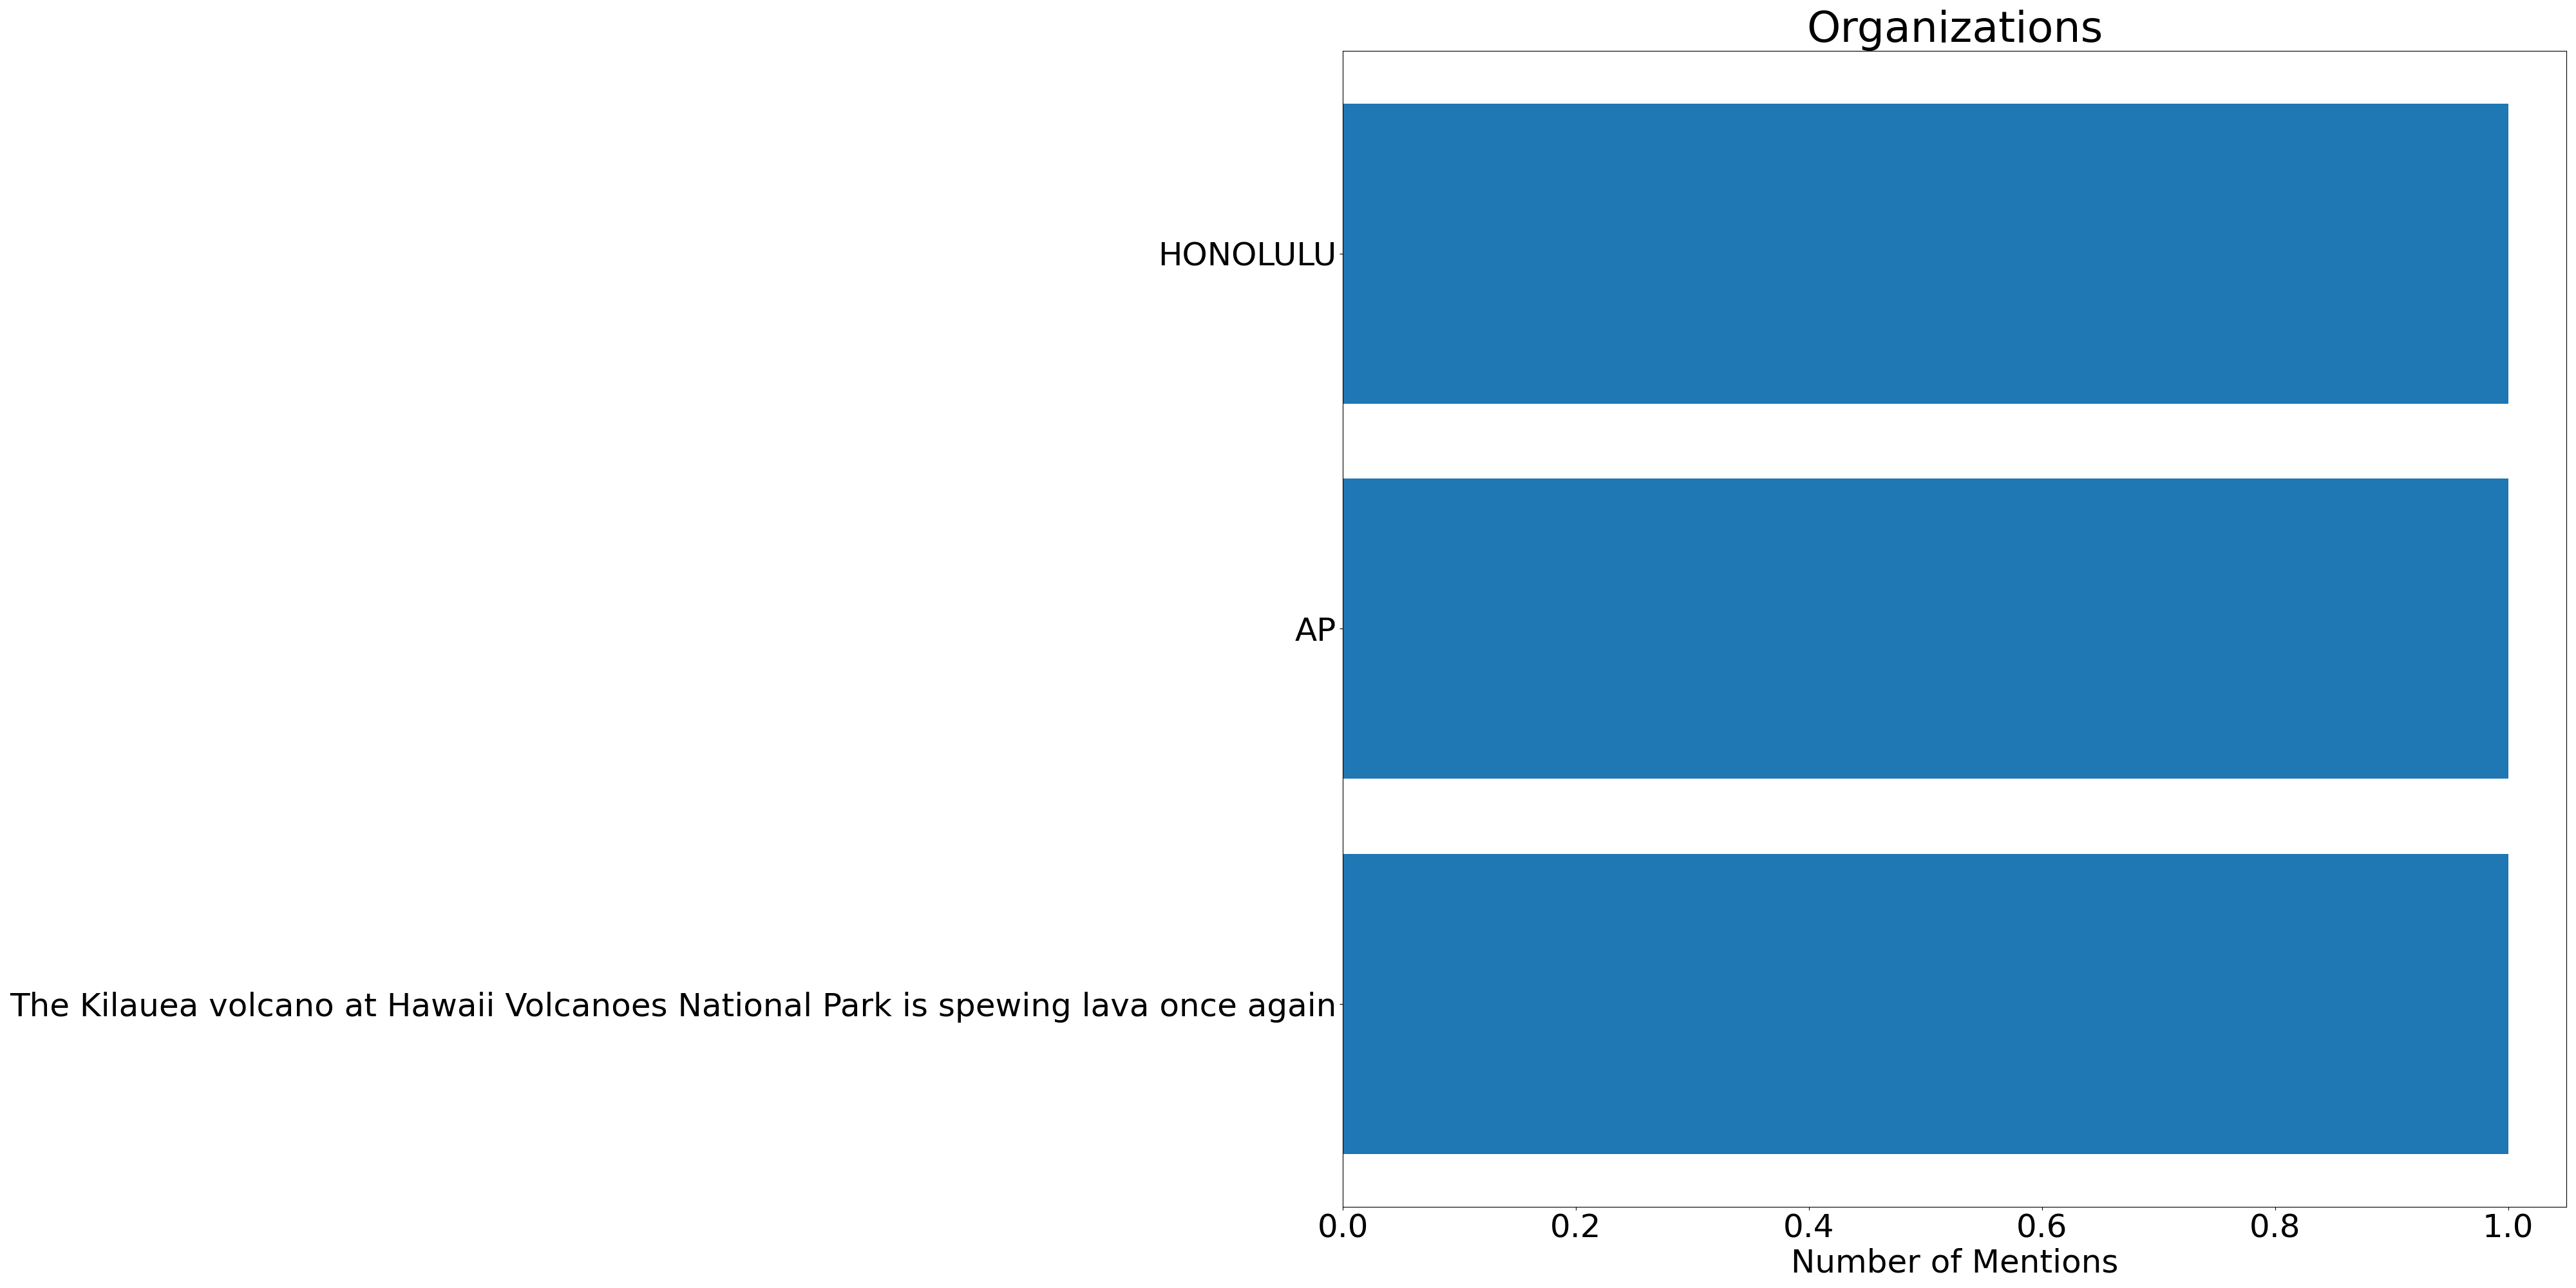 Organizations
HONOLULU
AP
The Kilauea volcano at Hawaii Volcanoes National Park is spewing lava once again
0.0 0.2 0.4 0.6 0.8 1.0
Number of Mentions